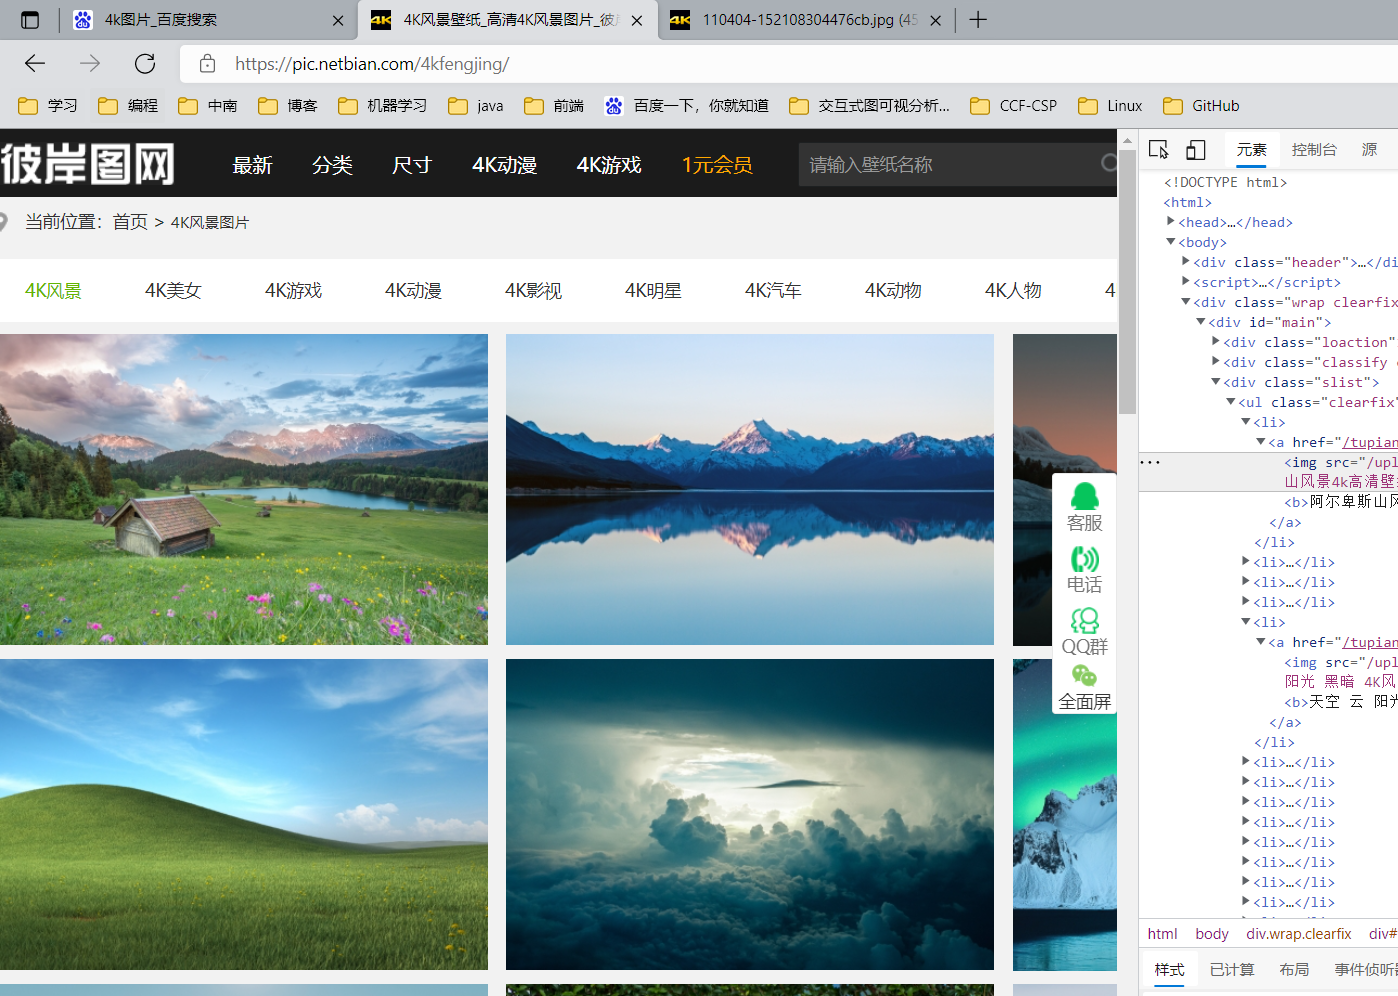 4k图片_百度搜索
4K风景壁纸_高清4K风景图片_彼
110404-152108304476cb.jpg (45
https://pic.netbian.com/4kfengjing/
学习 编程 中南 博客 机器学习 java 前端 百度一下，你就知道 交互式图可视分析... CCF-CSP Linux GitHub
彼岸图网 最新 分类 尺寸 4K动漫 4K游戏 1元会员 请输入壁纸名称
当前位置：首页 > 4K风景图片
4K风景 4K美女 4K游戏 4K动漫 4K影视 4K明星 4K汽车 4K动物 4K人物 4
客服
电话
QQ群
全面屏
元素 控制台 源
<!DOCTYPE html>
<html>
<head>…</head>
<body>
<div class="header">…</di
<script>…</script>
<div class="wrap clearfix
<div id="main">
<div class="loaction"
<div class="classify
<div class="slist">
<ul class="clearfix"
<li>
<a href="/tupian
<img src="/upl
山风景4k高清壁
<b>阿尔卑斯山风
</a>
</li>
<li>…</li>
<li>…</li>
<li>…</li>
<li>
<a href="/tupian
<img src="/upl
阳光 黑暗 4K风
<b>天空 云 阳光
</a>
</li>
<li>…</li>
<li>…</li>
<li>…</li>
<li>…</li>
<li>…</li>
<li>…</li>
<li>…</li>
<li>…</li>
html body div.wrap.clearfix div#
样式 已计算 布局 事件侦听